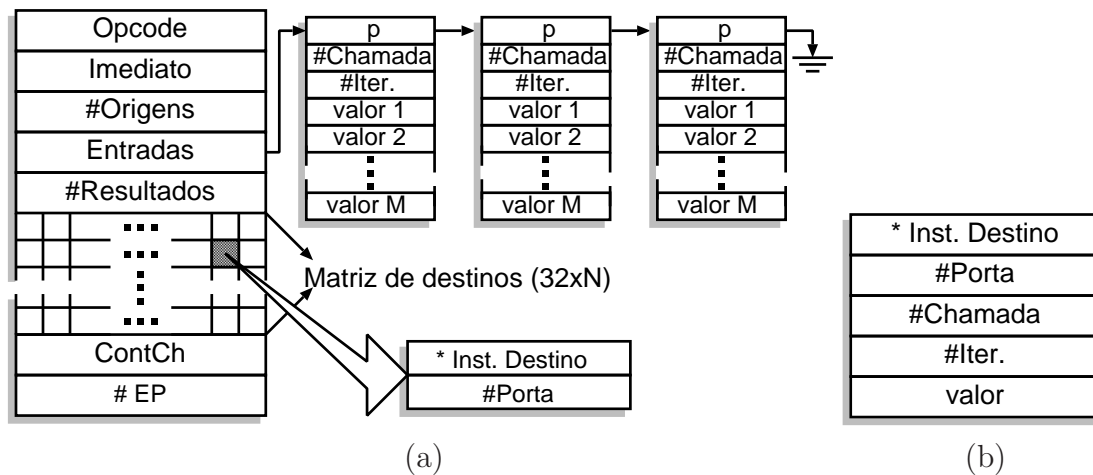 Opcode
Imediato
#Origens
Entradas
#Resultados
ContCh
# EP
p
#Chamada
#Iter.
valor 1
valor 2
valor M
p
#Chamada
#Iter.
valor 1
valor 2
valor M
p
#Chamada
#Iter.
valor 1
valor 2
valor M
Matriz de destinos (32xN)
* Inst. Destino
#Porta
(a)
* Inst. Destino
#Porta
#Chamada
#Iter.
valor
(b)